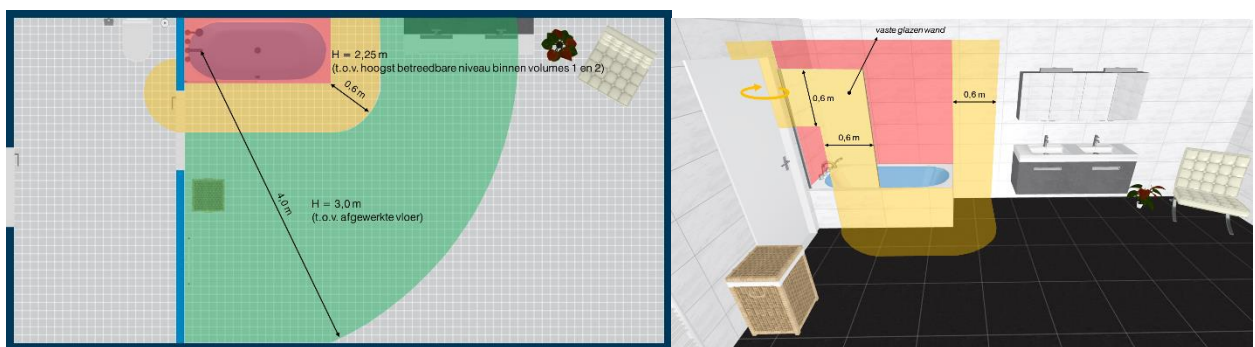 H = 2,25 m
(t.o.v. hoogst betreedbare niveau binnen volumes 1 en 2)
0,6 m
4,0 m
H = 3,0 m
(t.o.v. afgewerkte vloer)
vaste glazen wand
0,6 m
0,6 m
0,6 m